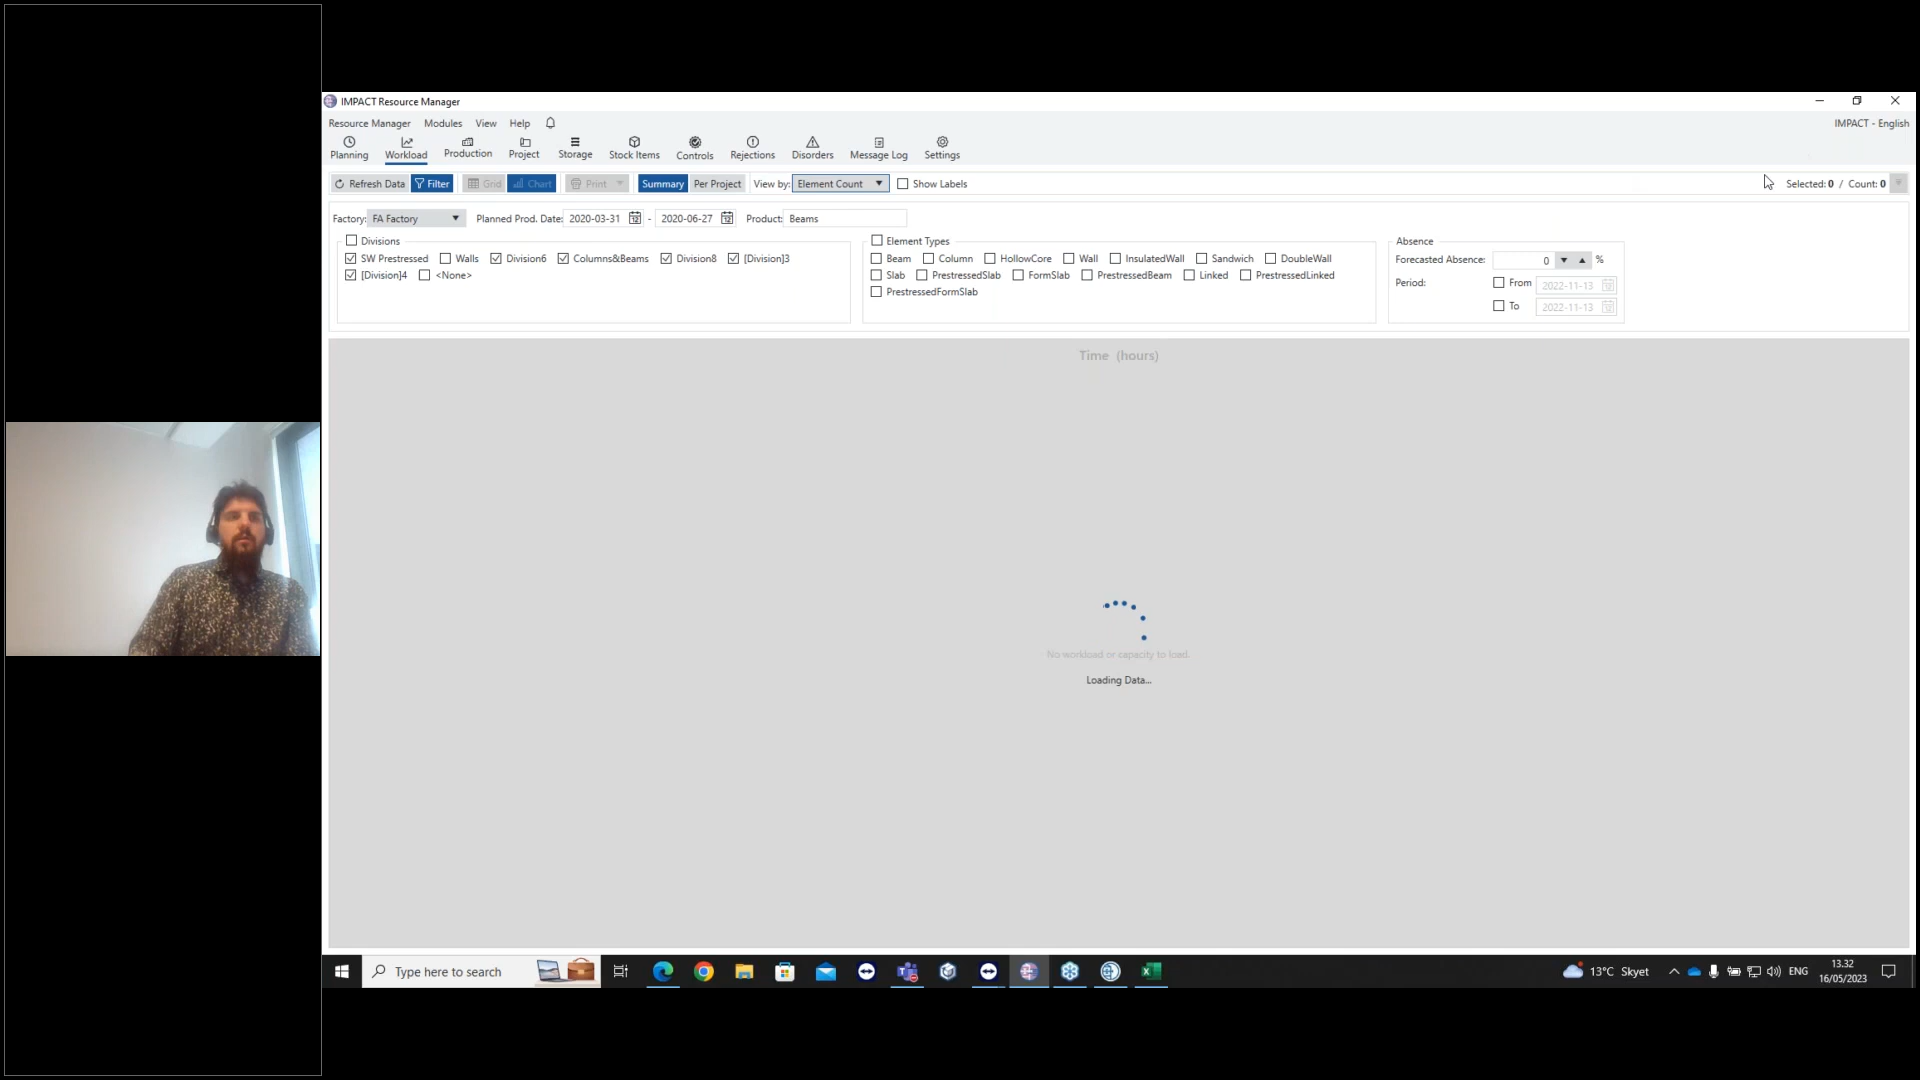 IMPACT Resource Manager
Resource Manager Modules View Help IMPACT - English
Planning Workload Production Project Storage Stock Items Controls Rejections Disorders Message Log Settings
Refresh Data Filter Grid Chart Print Summary Per Project View by: Element Count Show Labels Selected: 0 / Count: 0
Factory: FA Factory Planned Prod. Date: 2020-03-31 - 2020-06-27 Product: Beams
Divisions Element Types Absence
SW Prestressed Walls Division6 Columns&Beams Division8 [Division]3 Beam Column HollowCore Wall InsulatedWall Sandwich DoubleWall Forecasted Absence: 0 %
[Division]4 <None> Slab PrestressedSlab FormSlab PrestressedBeam Linked PrestressedLinked Period: From 2022-11-13
PrestressedFormSlab To 2022-11-13
Time (hours)
No workload or capacity to load.
Loading Data...
Type here to search 13°C Skyet ENG 13.32
16/05/2023